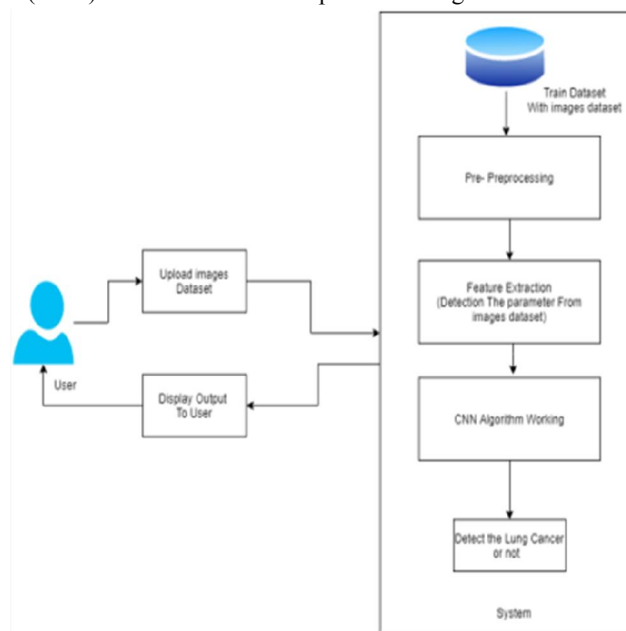 Train Dataset
With images dataset
Pre- Preprocessing
Upload images
Dataset
Feature Extraction
(Detection The parameter From
images dataset)
User
Display Output
To User
CNN Algorithm Working
Detect the Lung Cancer
or not
System